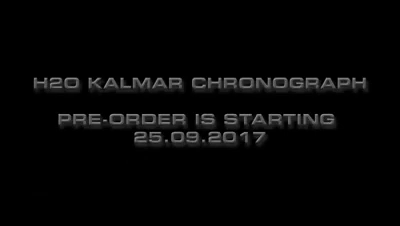 H2O KALMAR CHRONOGRAPH
PRE-ORDER IS STARTING
25.09.2017